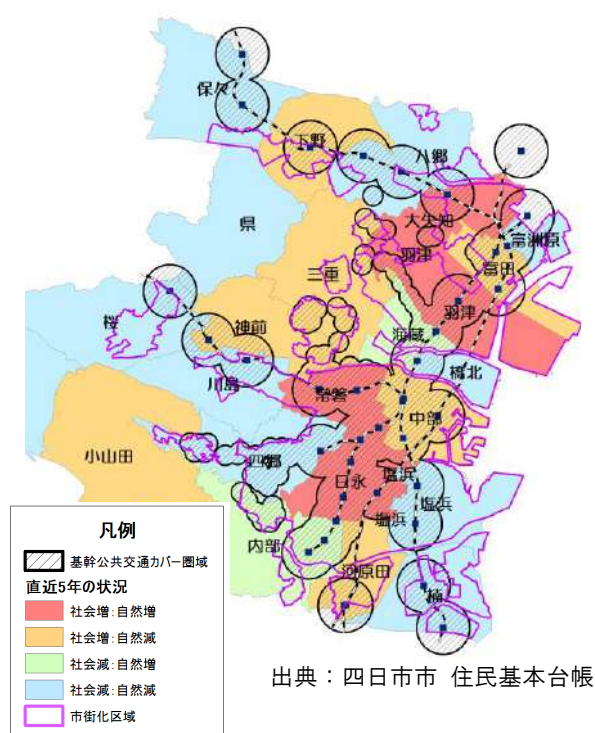 保々
下野
八郷
県
大矢知
富洲原
羽津
三重
富田
桜
神前
羽津
海蔵
橋北
川島
常磐
中部
小山田
四郷
日永
塩浜
塩浜
塩浜
内部
河原田
楠
凡例
基幹公共交通カバー圏域
直近5年の状況
社会増:自然増
社会増:自然減
社会減:自然増
社会減:自然減
市街化区域
出典：四日市市 住民基本台帳